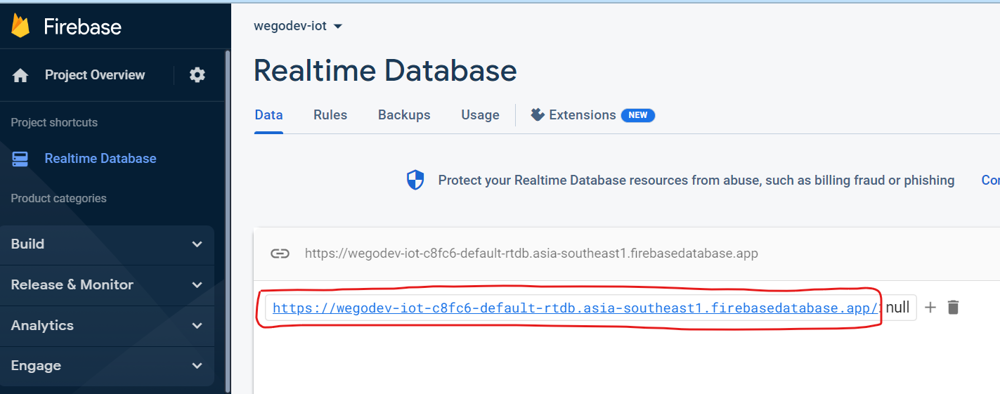 Firebase
Project Overview
Project shortcuts
Realtime Database
Product categories
Build
Release & Monitor
Analytics
Engage
wegodev-iot
Realtime Database
Data Rules Backups Usage Extensions NEW
Protect your Realtime Database resources from abuse, such as billing fraud or phishing
https://wegodev-iot-c8fc6-default-rtdb.asia-southeast1.firebasedatabase.app
https://wegodev-iot-c8fc6-default-rtdb.asia-southeast1.firebasedatabase.app/: null